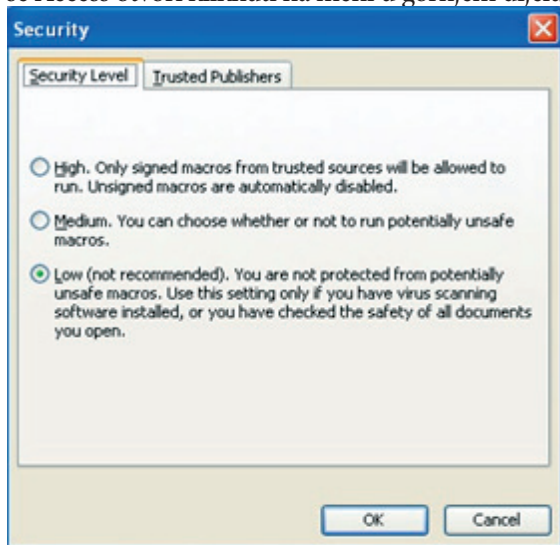 Security
Security Level Trusted Publishers
High. Only signed macros from trusted sources will be allowed to
run. Unsigned macros are automatically disabled.
Medium. You can choose whether or not to run potentially unsafe
macros.
Low (not recommended). You are not protected from potentially
unsafe macros. Use this setting only if you have virus scanning
software installed, or you have checked the safety of all documents
you open.
OK Cancel